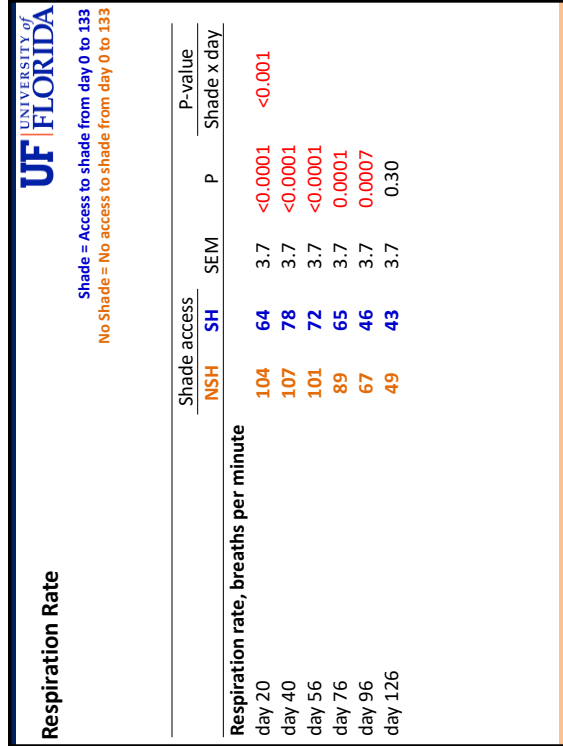 Respiration Rate
UF UNIVERSITY of FLORIDA
Shade = Access to shade from day 0 to 133
No Shade = No access to shade from day 0 to 133
Shade access P-value
NSH SH SEM P Shade x day
Respiration rate, breaths per minute
day 20 104 64 3.7 <0.0001 <0.001
day 40 107 78 3.7 <0.0001
day 56 101 72 3.7 <0.0001
day 76 89 65 3.7 0.0001
day 96 67 46 3.7 0.0007
day 126 49 43 3.7 0.30